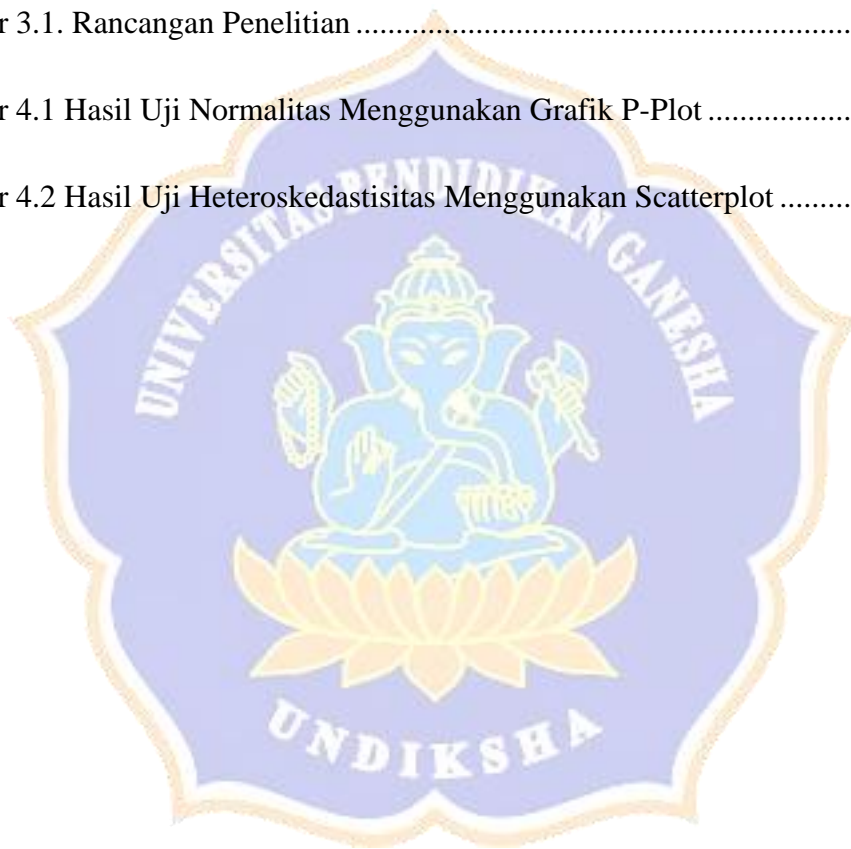 r 3.1. Rancangan Penelitian ............................................................
r 4.1 Hasil Uji Normalitas Menggunakan Grafik P-Plot ..................
r 4.2 Hasil Uji Heteroskedastisitas Menggunakan Scatterplot .........
UNIVERSITAS PENDIDIKAN GANESHA
UNDIKSHA